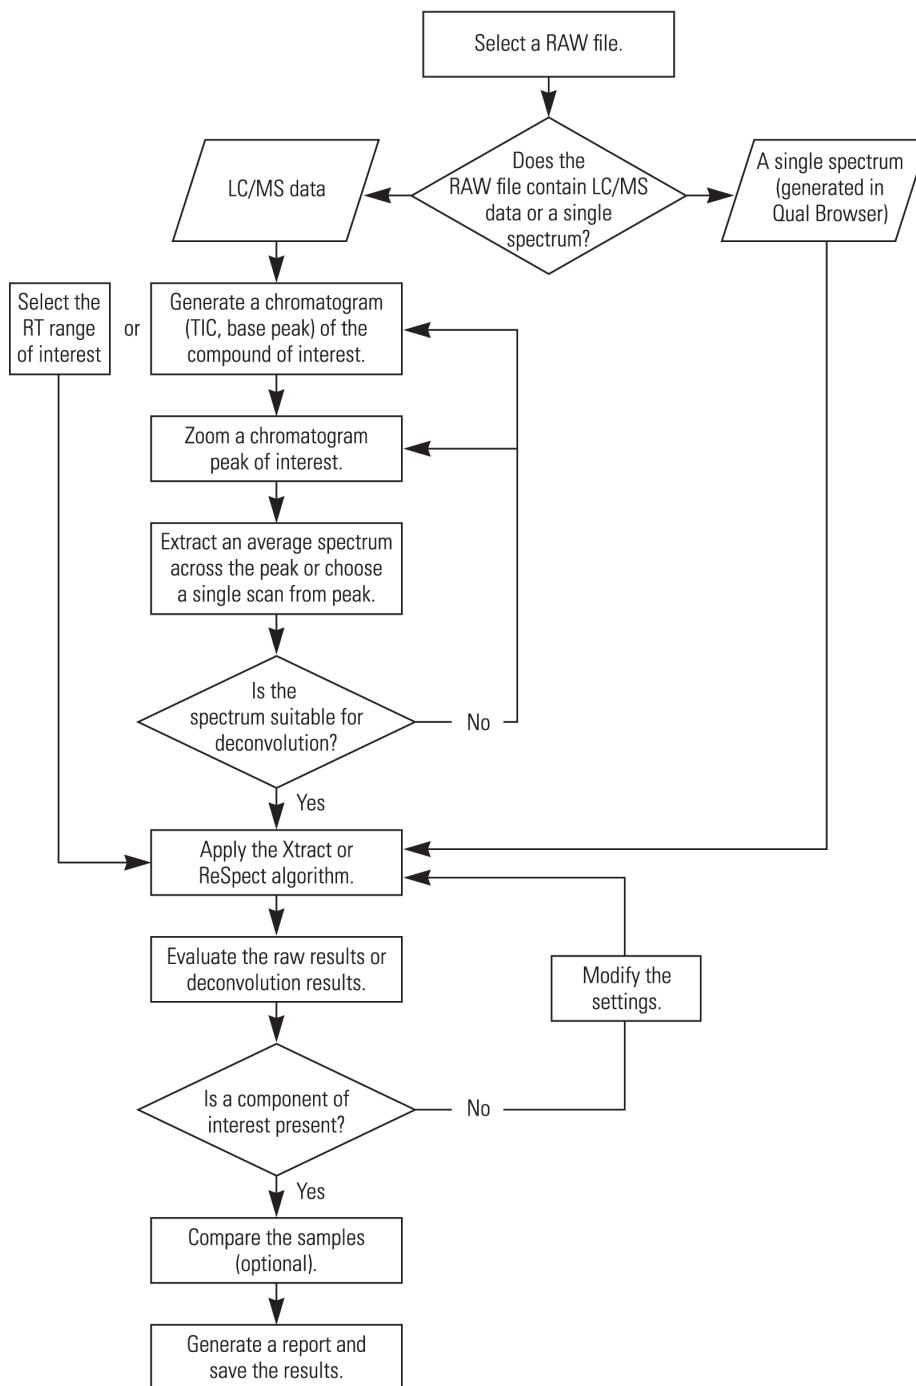 Select a RAW file.
Does the
RAW file contain LC/MS
data or a single
spectrum?
LC/MS data
A single spectrum
(generated in
Qual Browser)
Select the
RT range
of interest
or
Generate a chromatogram
(TIC, base peak) of the
compound of interest.
Zoom a chromatogram
peak of interest.
Extract an average spectrum
across the peak or choose
a single scan from peak.
Is the
spectrum suitable for
deconvolution?
No
Yes
Apply the Xtract or
ReSpect algorithm.
Evaluate the raw results or
deconvolution results.
Modify the
settings.
Is a component of
interest present?
No
Yes
Compare the samples
(optional).
Generate a report and
save the results.